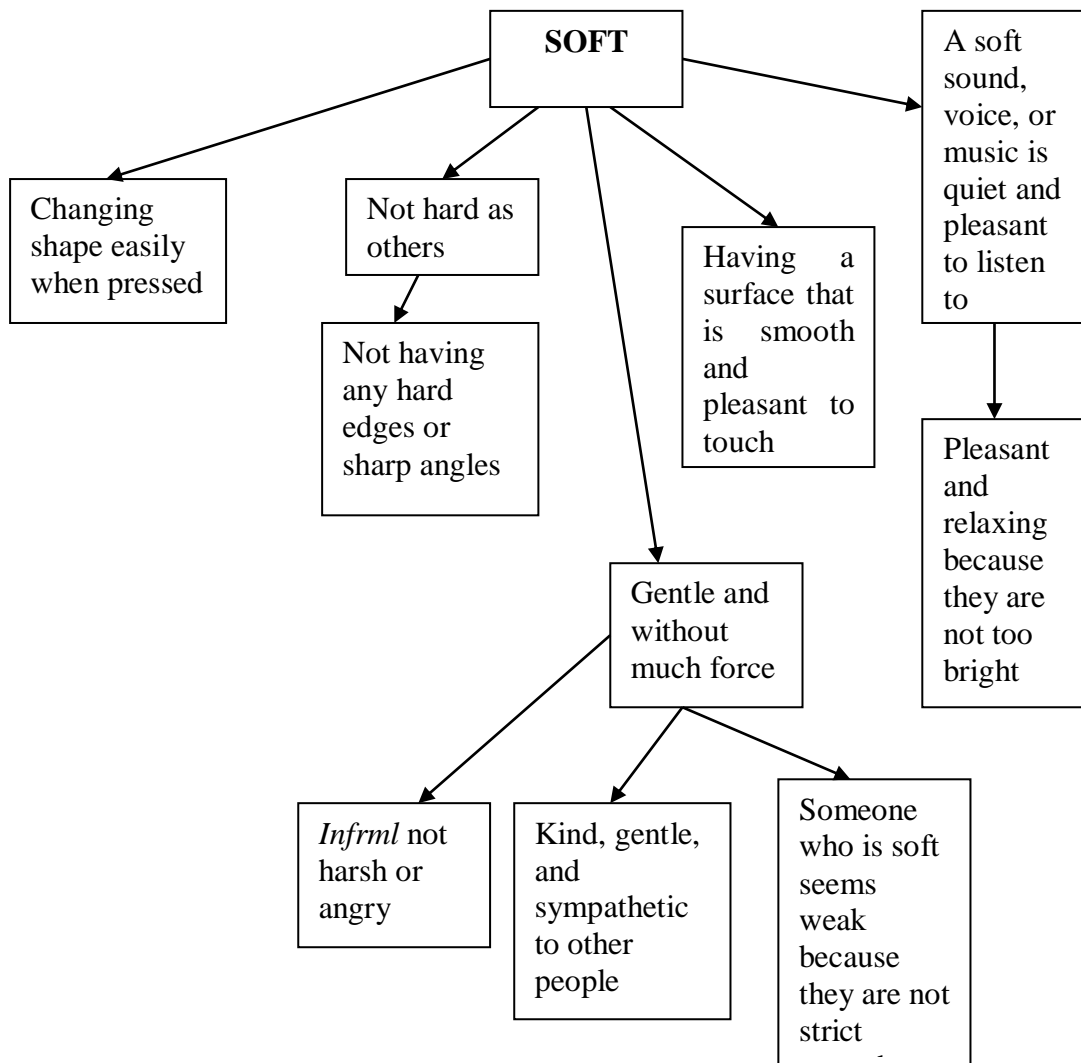 SOFT
A soft
sound,
voice, or
music is
quiet and
pleasant
to listen
to
Changing
shape easily
when pressed
Not hard as
others
Having a
surface that
is smooth
and
pleasant to
touch
Not having
any hard
edges or
sharp angles
Pleasant
and
relaxing
because
they are
not too
bright
Gentle and
without
much force
Infrml not
harsh or
angry
Kind, gentle,
and
sympathetic
to other
people
Someone
who is soft
seems
weak
because
they are not
strict